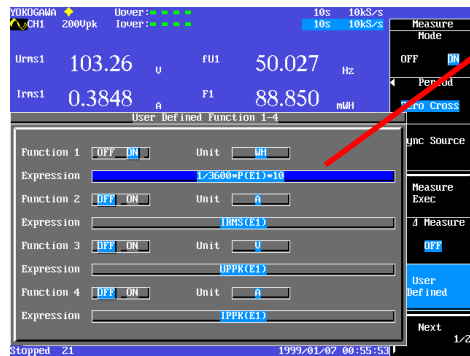 YOKOGAWA Uover: 10s 10kS/s
CH1 200Vpk Iover: 10s 10kS/s
Measure
Mode
OFF ON
Urms1 103.26 V fU1 50.027 Hz
Period
Irms1 0.3848 A F1 88.850 mWH
Zero Cross
User Defined Function 1-4
Sync Source
Function 1 OFF ON Unit WH
Expression 1/3600*P(E1)*10
Measure
Exec
Function 2 OFF ON Unit A
Expression IRMS(E1)
Δ Measure
OFF
Function 3 OFF ON Unit V
Expression UPPK(E1)
User
Defined
Function 4 OFF ON Unit A
Expression IPPK(E1)
Next
1/2
Stopped 21 1999/01/07 00:55:53